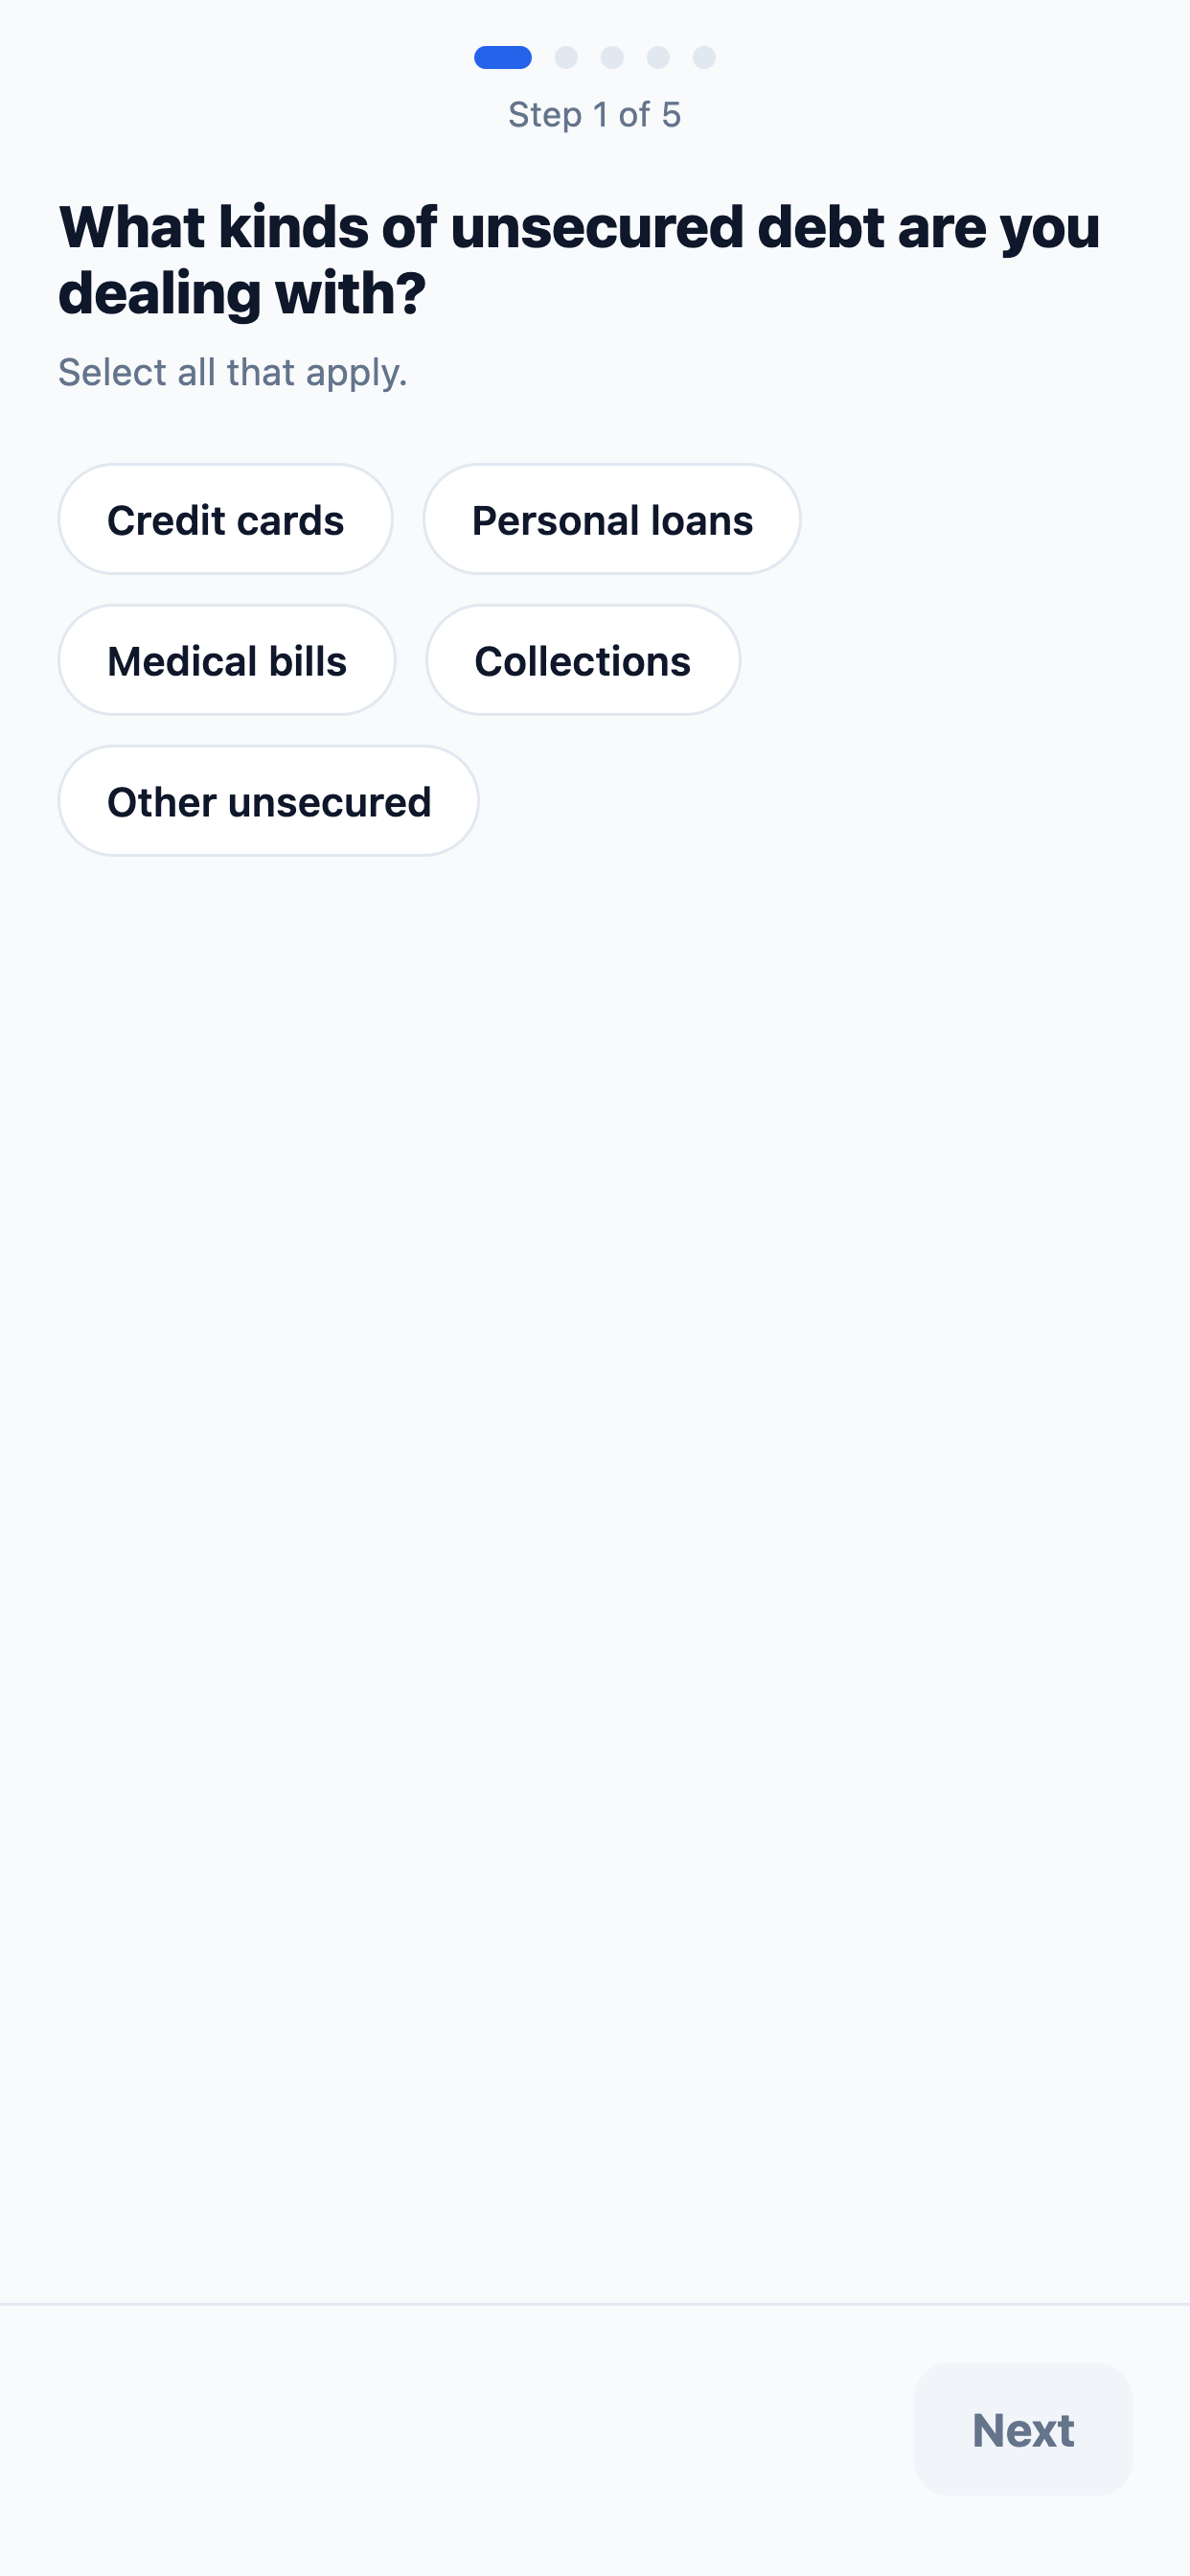 Step 1 of 5
What kinds of unsecured debt are you
dealing with?
Select all that apply.
Credit cards
Personal loans
Medical bills
Collections
Other unsecured
Next